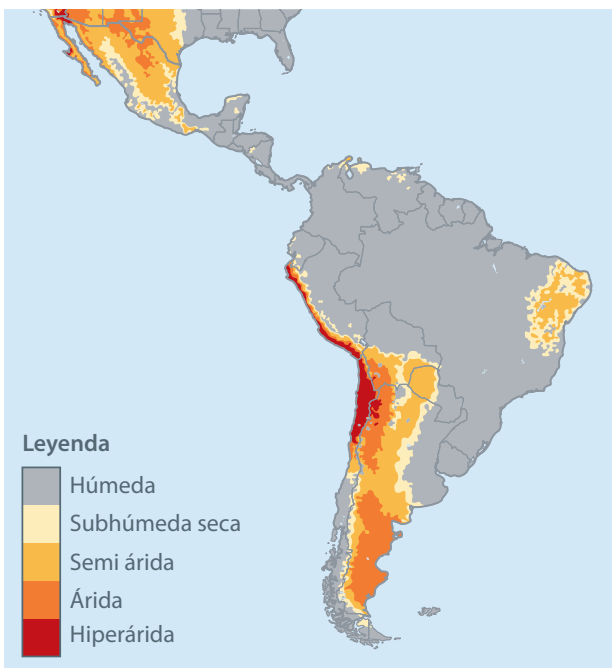 Leyenda
Húmeda
Subhúmeda seca
Semi árida
Árida
Hiperárida